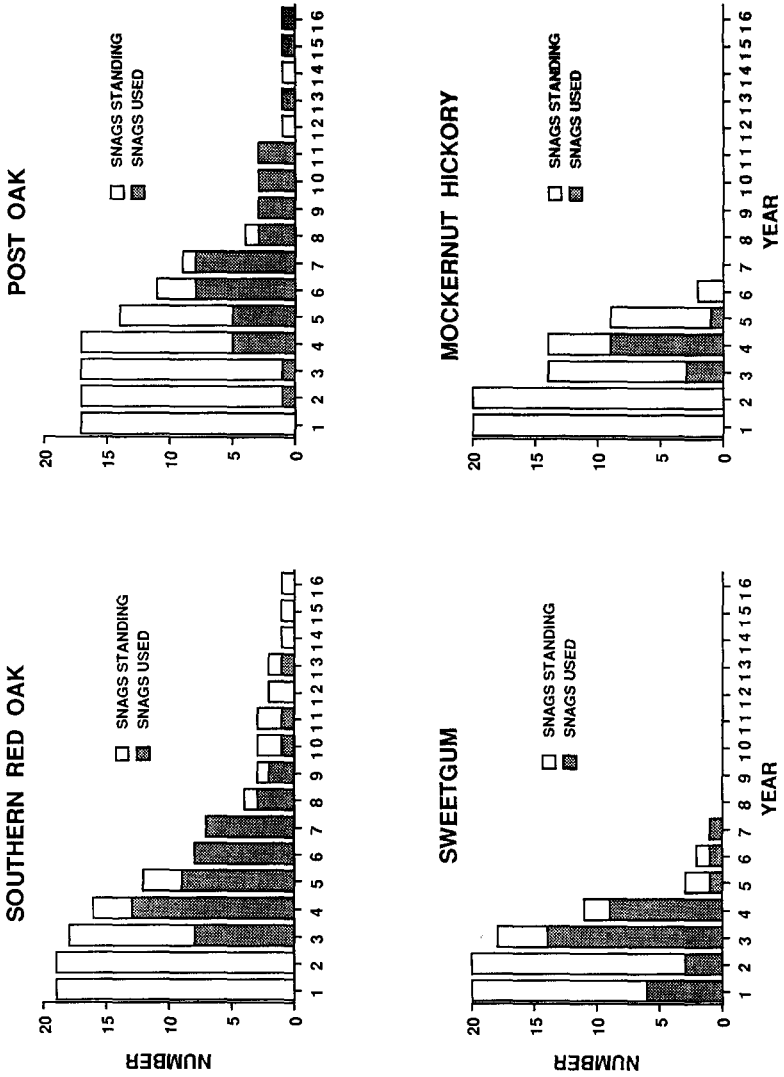 SOUTHERN RED OAK
NUMBER
20
15
10
5
0
SNAGS STANDING
SNAGS USED
1 2 3 4 5 6 7 8 9 10 11 12 13 14 15 16
POST OAK
20
15
10
5
0
SNAGS STANDING
SNAGS USED
1 2 3 4 5 6 7 8 9 10 11 12 13 14 15 16
SWEETGUM
NUMBER
20
15
10
5
0
SNAGS STANDING
SNAGS USED
1 2 3 4 5 6 7 8 9 10 11 12 13 14 15 16
YEAR
MOCKERNUT HICKORY
20
15
10
5
0
SNAGS STANDING
SNAGS USED
1 2 3 4 5 6 7 8 9 10 11 12 13 14 15 16
YEAR